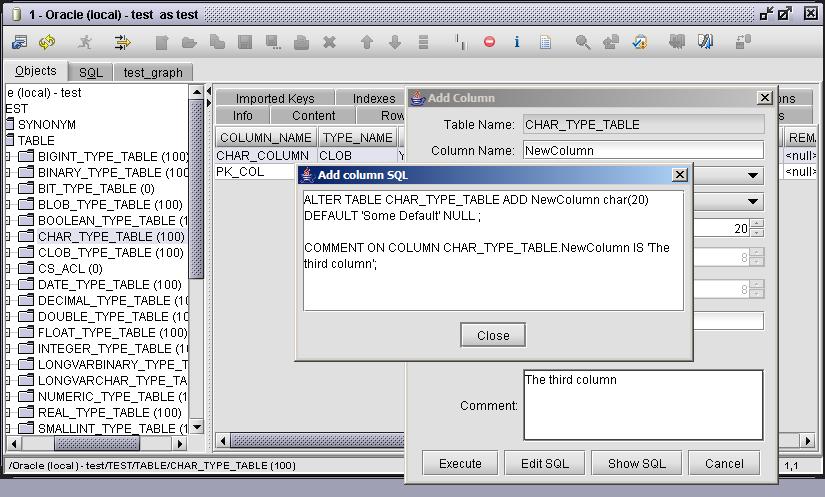 1 - Oracle (local) - test as test
Objects
SQL
test_graph
e (local) - test
EST
SYNONYM
TABLE
BIGINT_TYPE_TABLE (100)
BINARY_TYPE_TABLE (100)
BIT_TYPE_TABLE (0)
BLOB_TYPE_TABLE (100)
BOOLEAN_TYPE_TABLE (1
CHAR_TYPE_TABLE (100)
CLOB_TYPE_TABLE (100)
CS_ACL (0)
DATE_TYPE_TABLE (100)
DECIMAL_TYPE_TABLE (10
DOUBLE_TYPE_TABLE (10
FLOAT_TYPE_TABLE (100)
INTEGER_TYPE_TABLE (10
LONGVARBINARY_TYPE_T
LONGVARCHAR_TYPE_TA
NUMERIC_TYPE_TABLE (10
REAL_TYPE_TABLE (100)
SMALLINT_TYPE_TABLE (1
Imported Keys
Indexes
ons
Info
Content
Row
s
COLUMN_NAME
TYPE_NAME
REM
CHAR_COLUMN
CLOB
Y
<null>
PK_COL
<null>
Add Column
Table Name:
CHAR_TYPE_TABLE
Column Name:
NewColumn
20
8
8
Add column SQL
ALTER TABLE CHAR_TYPE_TABLE ADD NewColumn char(20)
DEFAULT 'Some Default' NULL ;
COMMENT ON COLUMN CHAR_TYPE_TABLE.NewColumn IS 'The
third column';
Close
Comment:
The third column
Execute
Edit SQL
Show SQL
Cancel
/Oracle (local) - test/TEST/TABLE/CHAR_TYPE_TABLE (100)
1,1